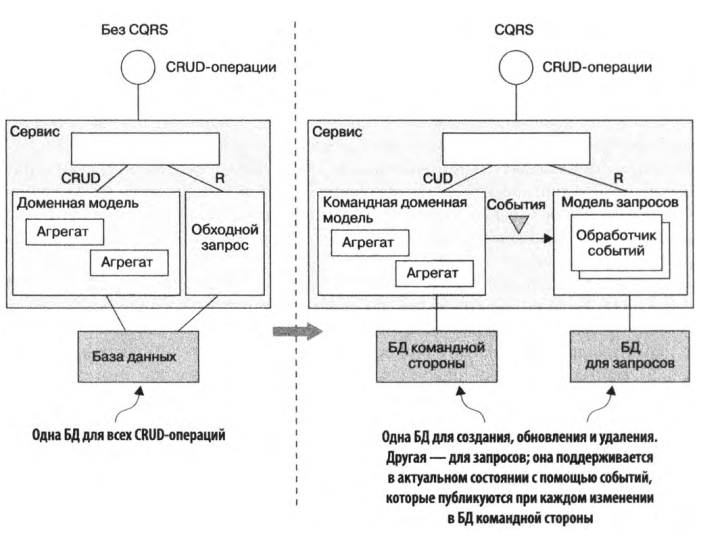 Без CQRS
CRUD-операции
Сервис
CRUD
R
Доменная модель
Агрегат
Агрегат
Обходной
запрос
База данных
Одна БД для всех CRUD-операций
CQRS
CRUD-операции
Сервис
CUD
R
Командная доменная
модель
Агрегат
Агрегат
События
Модель запросов
Обработчик
событий
БД командной
стороны
БД
для запросов
Одна БД для создания, обновления и удаления.
Другая — для запросов; она поддерживается
в актуальном состоянии с помощью событий,
которые публикуются при каждом изменении
в БД командной стороны